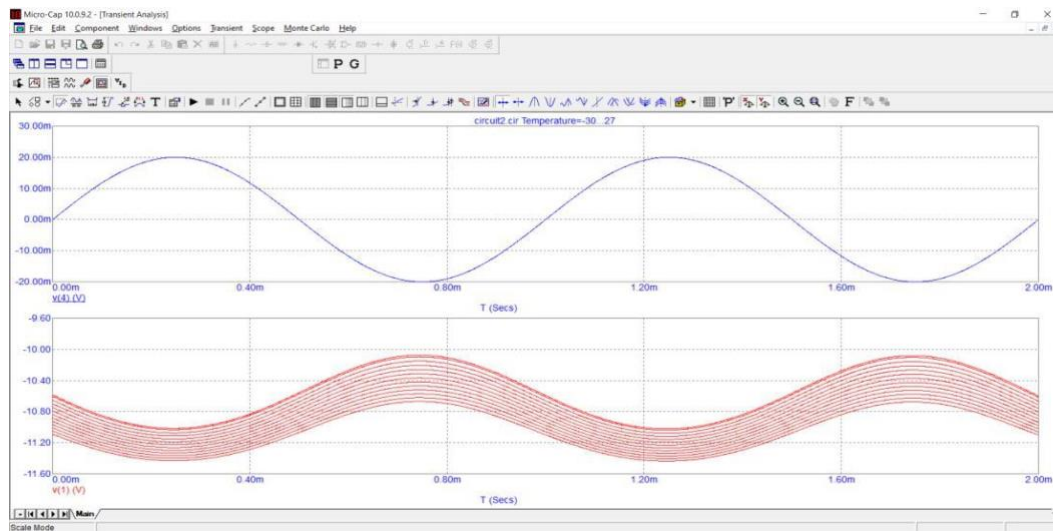 Micro-Cap 10.0.9.2 - [Transient Analysis]
File Edit Component Windows Options Transient Scope Monte Carlo Help
P G
T P F
circuit2.cir Temperature=-30...27
30.00m
20.00m
10.00m
0.00m
-10.00m
-20.00m
0.00m 0.40m 0.80m 1.20m 1.60m 2.00m
v(4) (V)
T (Secs)
-9.60
-10.00
-10.40
-10.80
-11.20
-11.60
0.00m 0.40m 0.80m 1.20m 1.60m 2.00m
v(1) (V)
T (Secs)
Main
Scale Mode